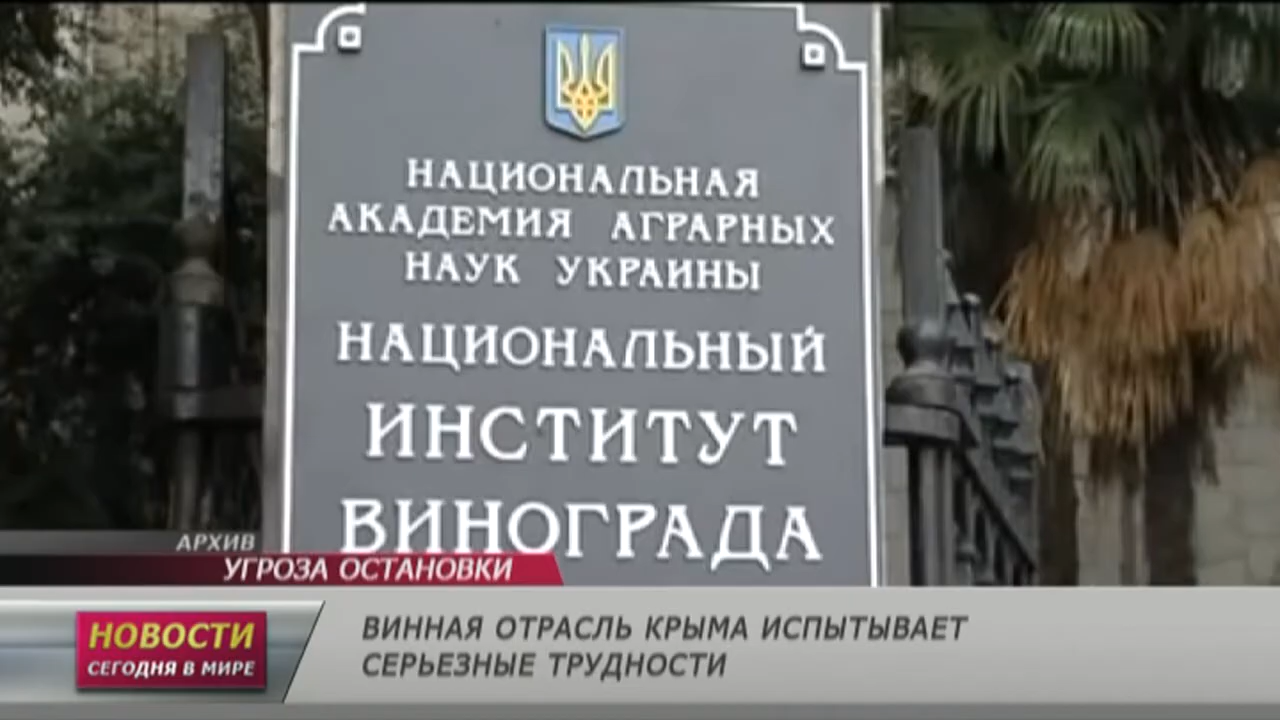 НАЦИОНАЛЬНАЯ
АКАДЕМИЯ АГРАРНЫХ
НАУК УКРАИНЫ
НАЦИОНАЛЬНЫЙ
ИНСТИТУТ
ВИНОГРАДА
АРХИВ
УГРОЗА ОСТАНОВКИ
НОВОСТИ
СЕГОДНЯ В МИРЕ
ВИННАЯ ОТРАСЛЬ КРЫМА ИСПЫТЫВАЕТ
СЕРЬЕЗНЫЕ ТРУДНОСТИ